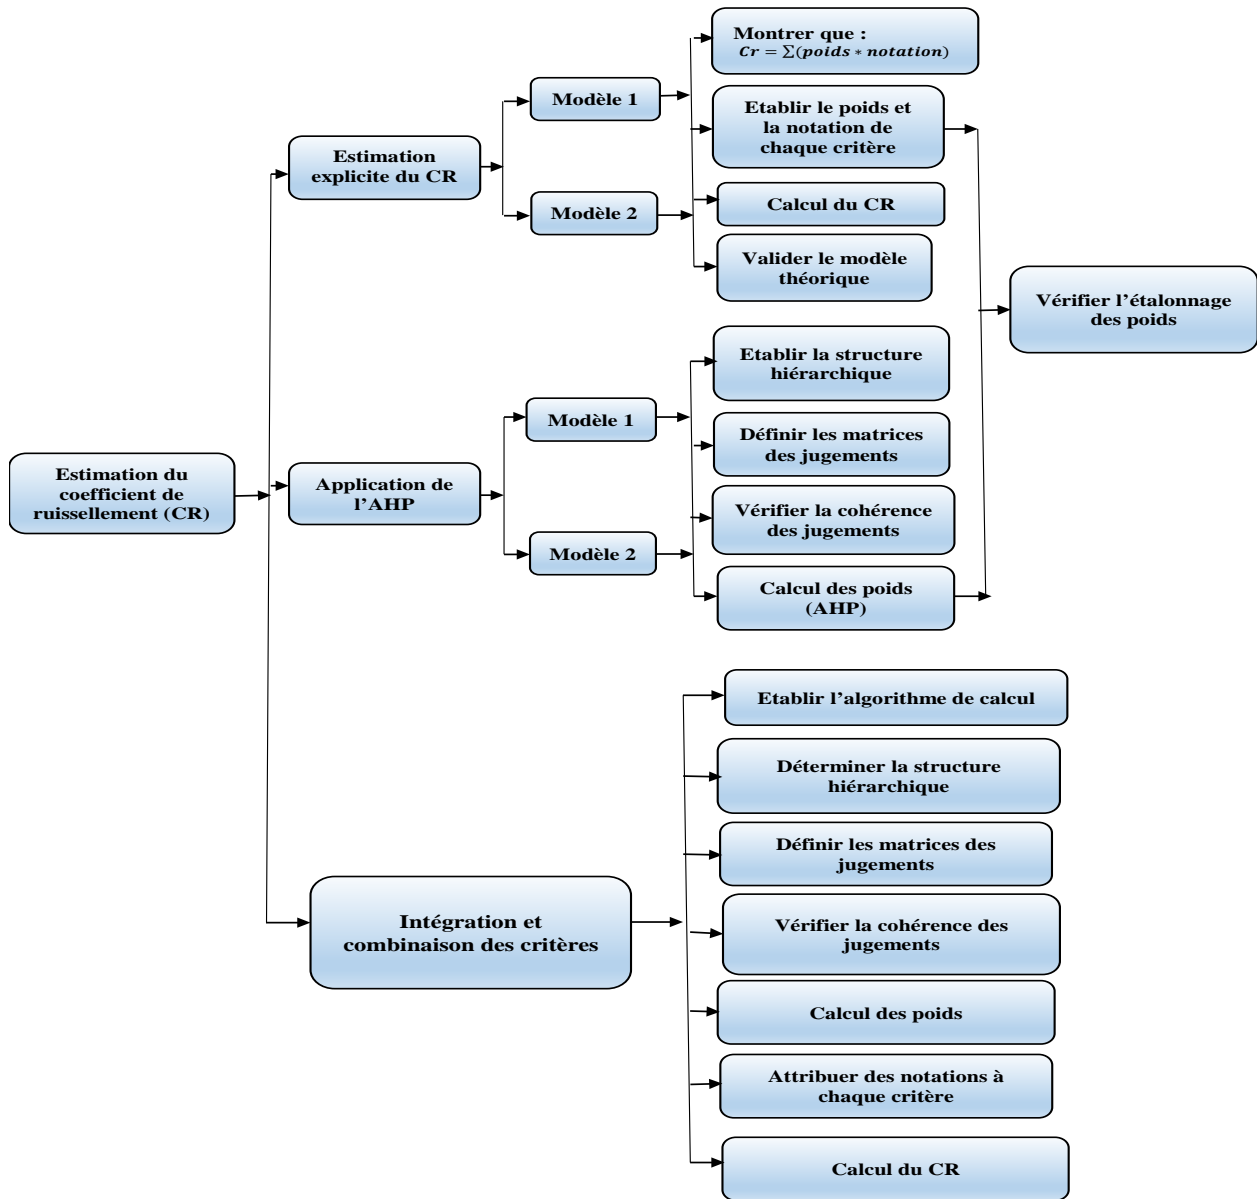 Estimation du
coefficient de
ruissellement (CR)
Estimation
explicite du CR
Modèle 1
Modèle 2
Montrer que :
Cr = ∑(poids * notation)
Etablir le poids et
la notation de
chaque critère
Calcul du CR
Valider le modèle
théorique
Vérifier l’étalonnage
des poids
Application de
l’AHP
Modèle 1
Modèle 2
Etablir la structure
hiérarchique
Définir les matrices
des jugements
Vérifier la cohérence
des jugements
Calcul des poids
(AHP)
Intégration et
combinaison des critères
Etablir l’algorithme de calcul
Déterminer la structure
hiérarchique
Définir les matrices des
jugements
Vérifier la cohérence des
jugements
Calcul des poids
Attribuer des notations à
chaque critère
Calcul du CR